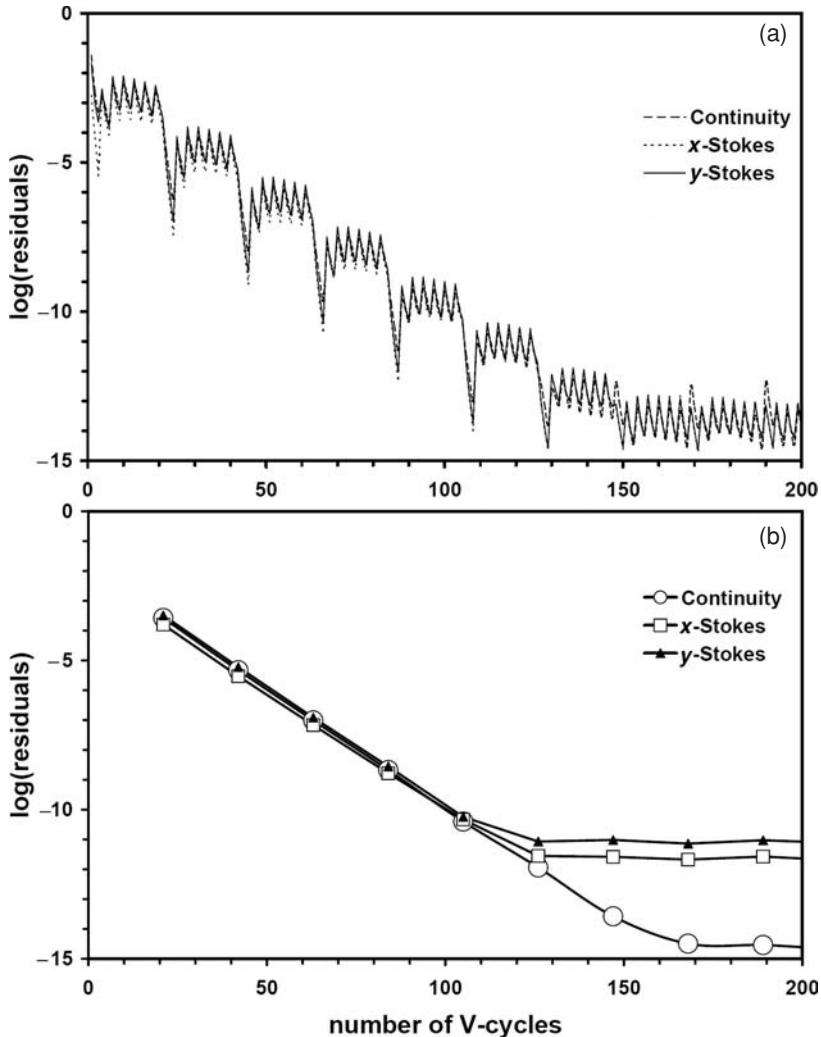 (a)
log(residuals)
0
−5
−10
−15
Continuity
x-Stokes
y-Stokes
0 50 100 150 200
(b)
log(residuals)
0
−5
−10
−15
Continuity
x-Stokes
y-Stokes
0 50 100 150 200
number of V-cycles